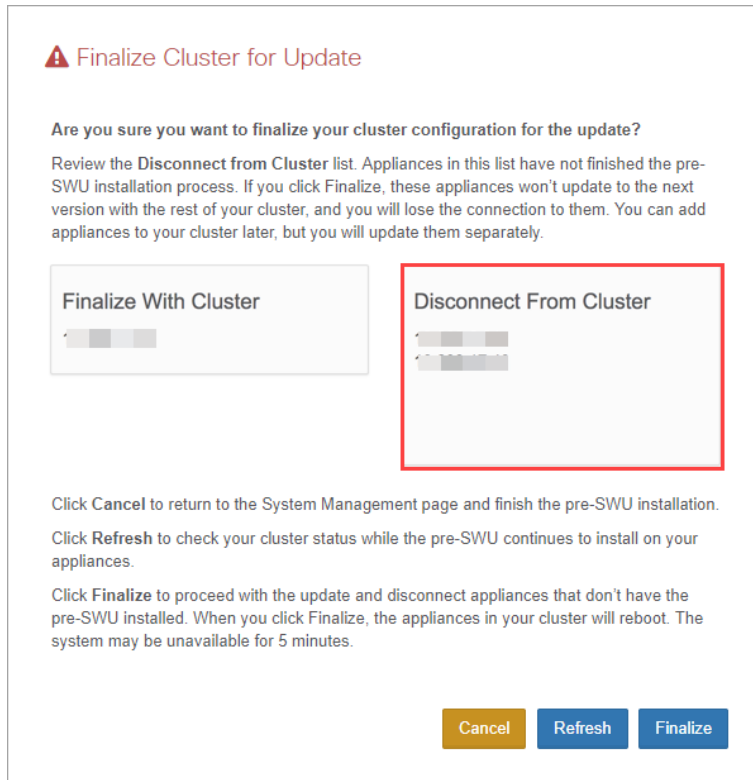 Finalize Cluster for Update
Are you sure you want to finalize your cluster configuration for the update?
Review the Disconnect from Cluster list. Appliances in this list have not finished the pre-
SWU installation process. If you click Finalize, these appliances won't update to the next
version with the rest of your cluster, and you will lose the connection to them. You can add
appliances to your cluster later, but you will update them separately.
Finalize With Cluster
Disconnect From Cluster
Click Cancel to return to the System Management page and finish the pre-SWU installation.
Click Refresh to check your cluster status while the pre-SWU continues to install on your
appliances.
Click Finalize to proceed with the update and disconnect appliances that don't have the
pre-SWU installed. When you click Finalize, the appliances in your cluster will reboot. The
system may be unavailable for 5 minutes.
Cancel
Refresh
Finalize